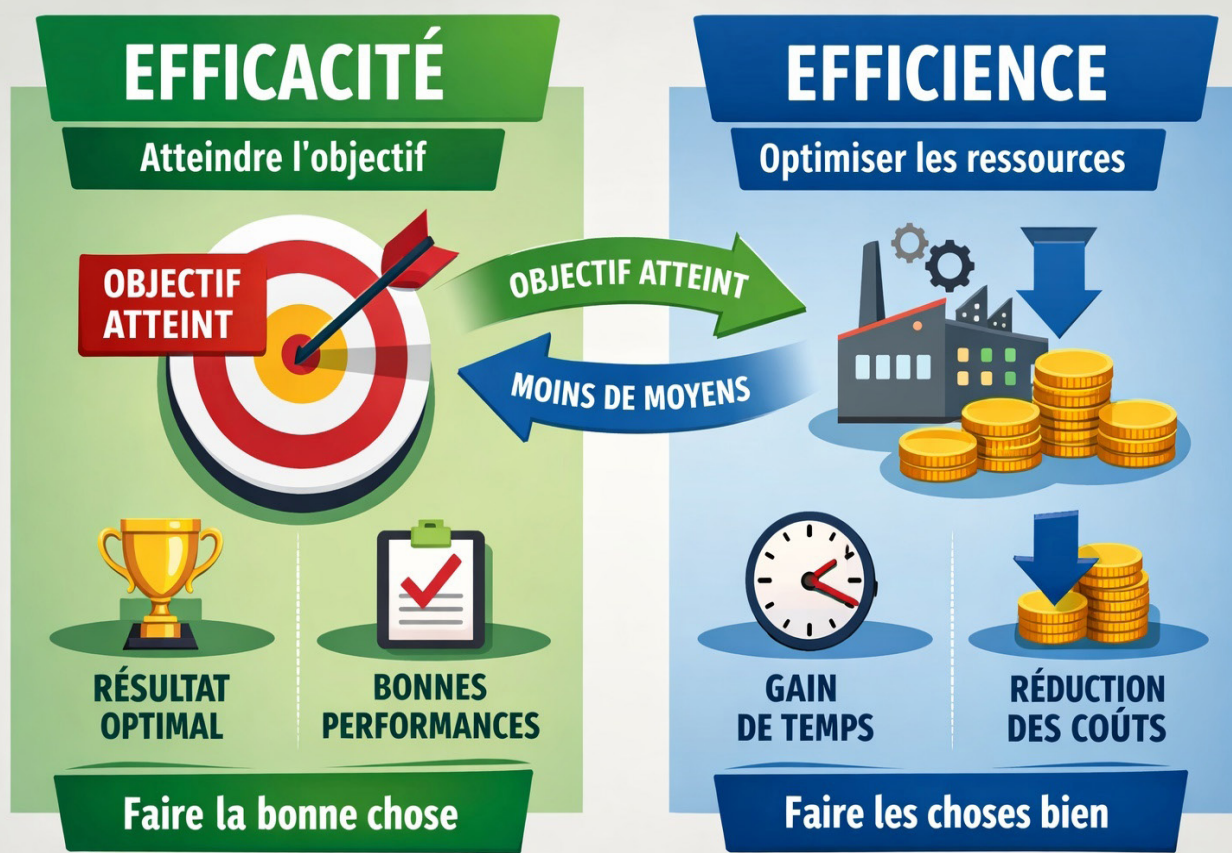 EFFICACITÉ
Atteindre l'objectif
OBJECTIF
ATTEINT
RÉSULTAT
OPTIMAL
BONNES
PERFORMANCES
Faire la bonne chose
OBJECTIF ATTEINT
MOINS DE MOYENS
EFFICIENCE
Optimiser les ressources
GAIN
DE TEMPS
RÉDUCTION
DES COÛTS
Faire les choses bien